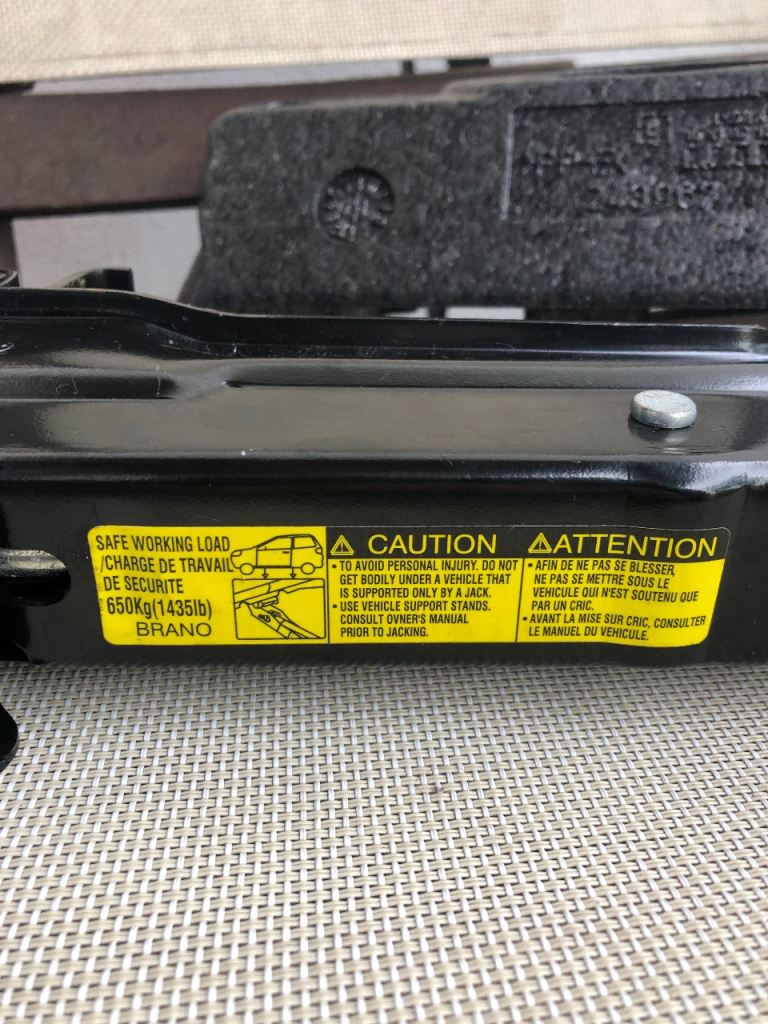 SAFE WORKING LOAD
/CHARGE DE TRAVAIL
DE SECURITE
650Kg(1435lb)
BRANO
CAUTION
• TO AVOID PERSONAL INJURY. DO NOT
GET BODILY UNDER A VEHICLE THAT
IS SUPPORTED ONLY BY A JACK.
• USE VEHICLE SUPPORT STANDS.
CONSULT OVNER'S MANUAL
PRIOR TO JACKING.
ATTENTION
• AFIN DE NE PAS SE BLESSER,
NE PAS SE METTRE SOUS LE
VEHICULE QUI N'EST SOUTENU QUE
PAR UN CRIC.
• AVANT LA MISE SUR CRIC, CONSULTER
LE MANUEL DU VEHICULE.